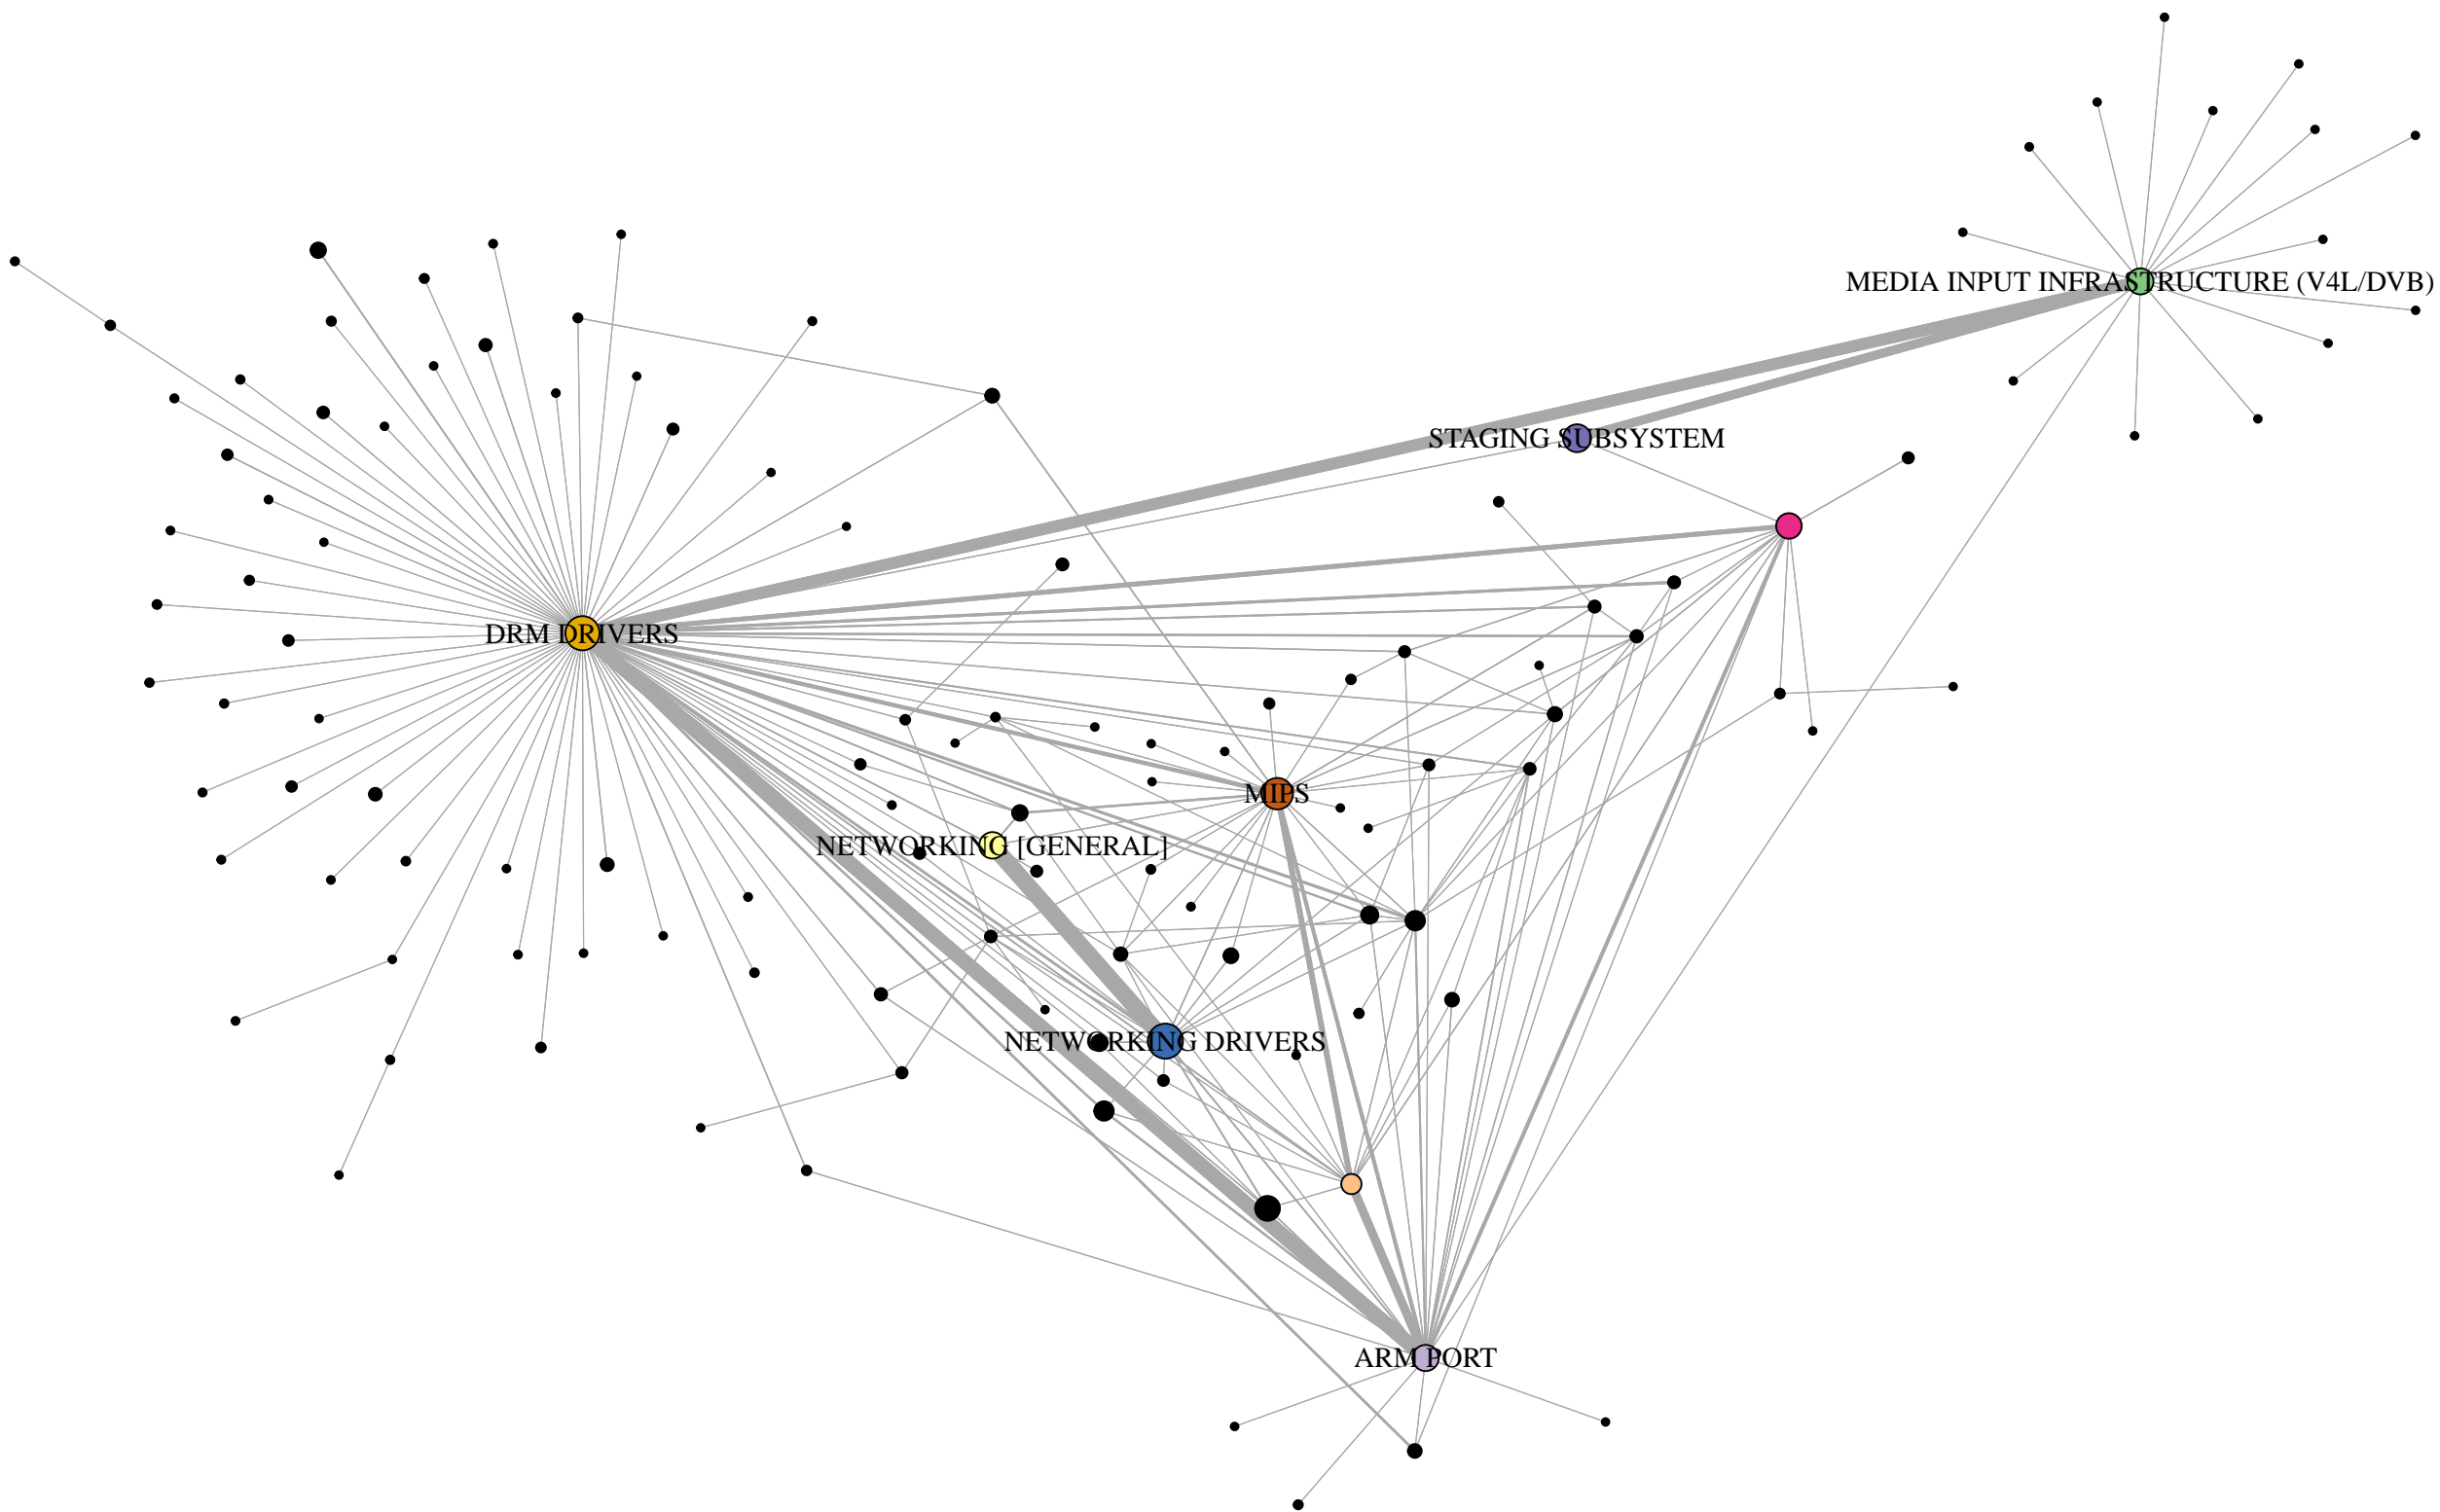 MEDIA INPUT INFRASTRUCTURE (V4L/DVB)
STAGING SUBSYSTEM
DRM DRIVERS
MIPS
NETWORKING [GENERAL]
NETWORKING DRIVERS
ARM PORT